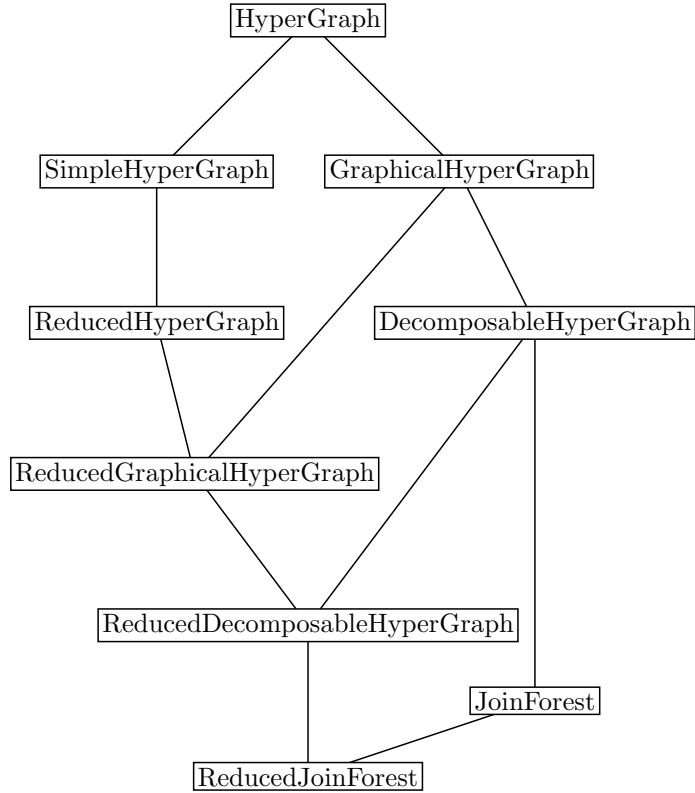 HyperGraph
SimpleHyperGraph
GraphicalHyperGraph
ReducedHyperGraph
DecomposableHyperGraph
ReducedGraphicalHyperGraph
ReducedDecomposableHyperGraph
JoinForest
ReducedJoinForest